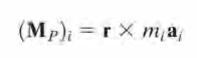 (M_P)_i = r × m_i a_i